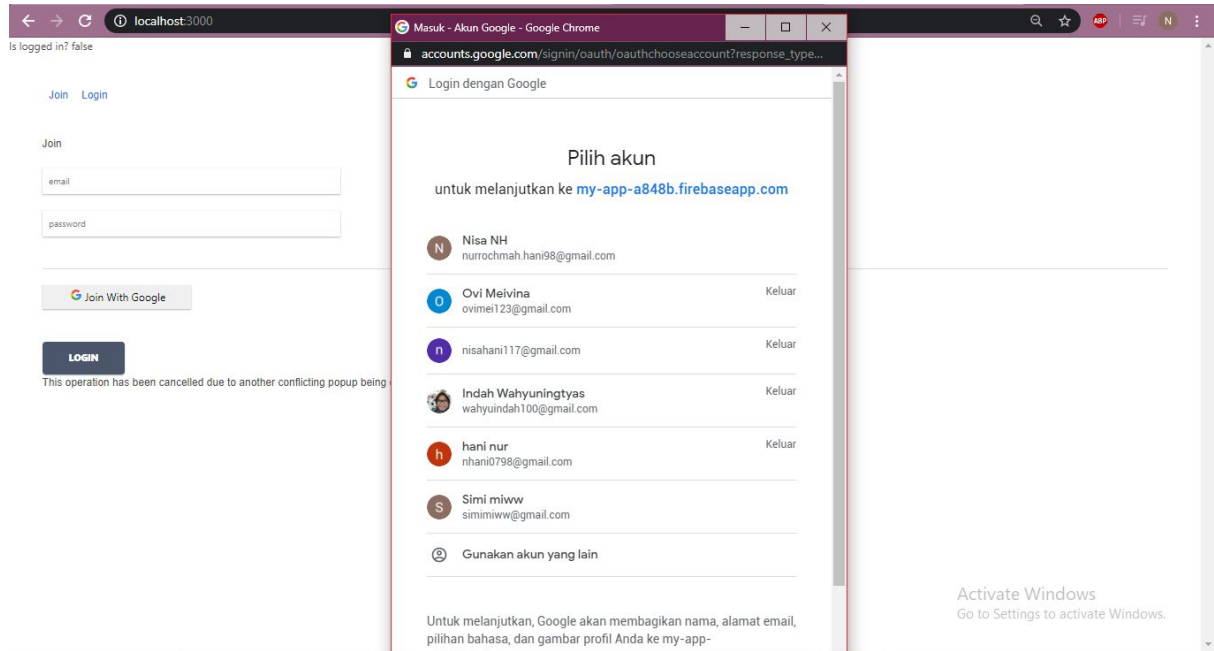 localhost:3000
ABP
N
Is logged in? false
Join Login
Join
email
password
Join With Google
LOGIN
This operation has been cancelled due to another conflicting popup being
Masuk - Akun Google - Google Chrome
accounts.google.com/signin/oauth/oauthchooseaccount?response_type...
Login dengan Google
Pilih akun
untuk melanjutkan ke my-app-a848b.firebaseapp.com
N
Nisa NH
nurrochmah.hani98@gmail.com
O
Ovi Meivina
Keluar
ovimei123@gmail.com
n
nisahani117@gmail.com
Keluar
Indah Wahyuningtyas
Keluar
wahyuindah100@gmail.com
h
hani nur
Keluar
nhani0798@gmail.com
S
Simi miww
simimiww@gmail.com
Gunakan akun yang lain
Untuk melanjutkan, Google akan membagikan nama, alamat email,
pilihan bahasa, dan gambar profil Anda ke my-app-
Activate Windows
Go to Settings to activate Windows.